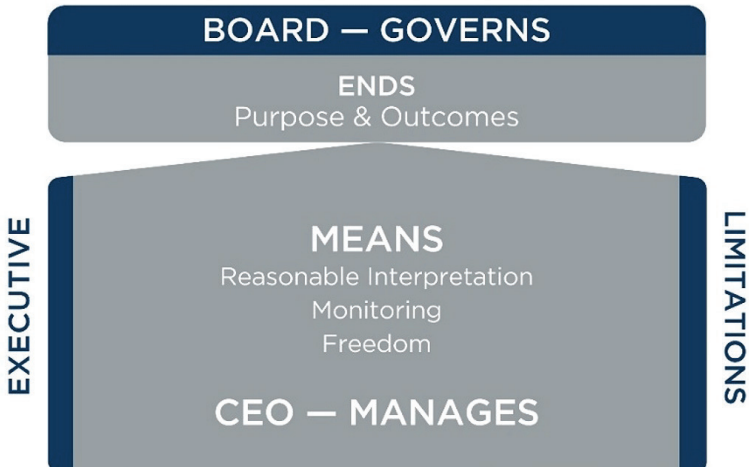 BOARD — GOVERNS
ENDS
Purpose & Outcomes
EXECUTIVE
MEANS
Reasonable Interpretation
Monitoring
Freedom
CEO — MANAGES
LIMITATIONS